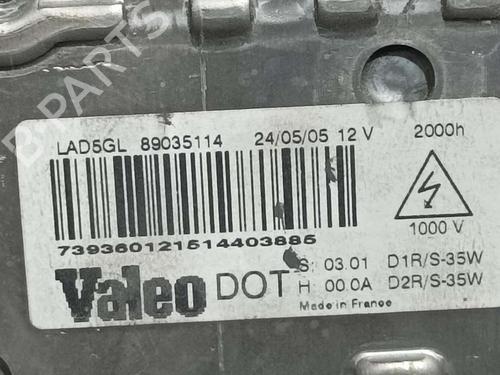 B-PARTS
LAD5GL 89035114 24/05/05 12 V 2000h
739360121514403885
1000 V
Valeo DOT S: 03.01 D1R/S-35W
H 00.0A D2R/S-35W
Made in France